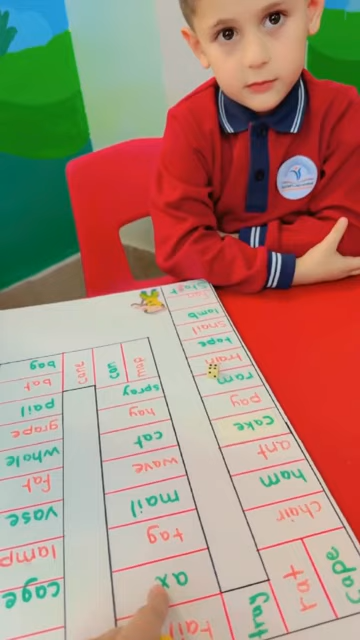 Start
lamb
snail
tape
train
ram
pay
cake
ant
ham
chair
rat
cape
tray
map
can
cane
spray
hay
cat
wave
mail
tag
ax
bag
bat
pail
grape
whale
fat
vase
lamp
cage